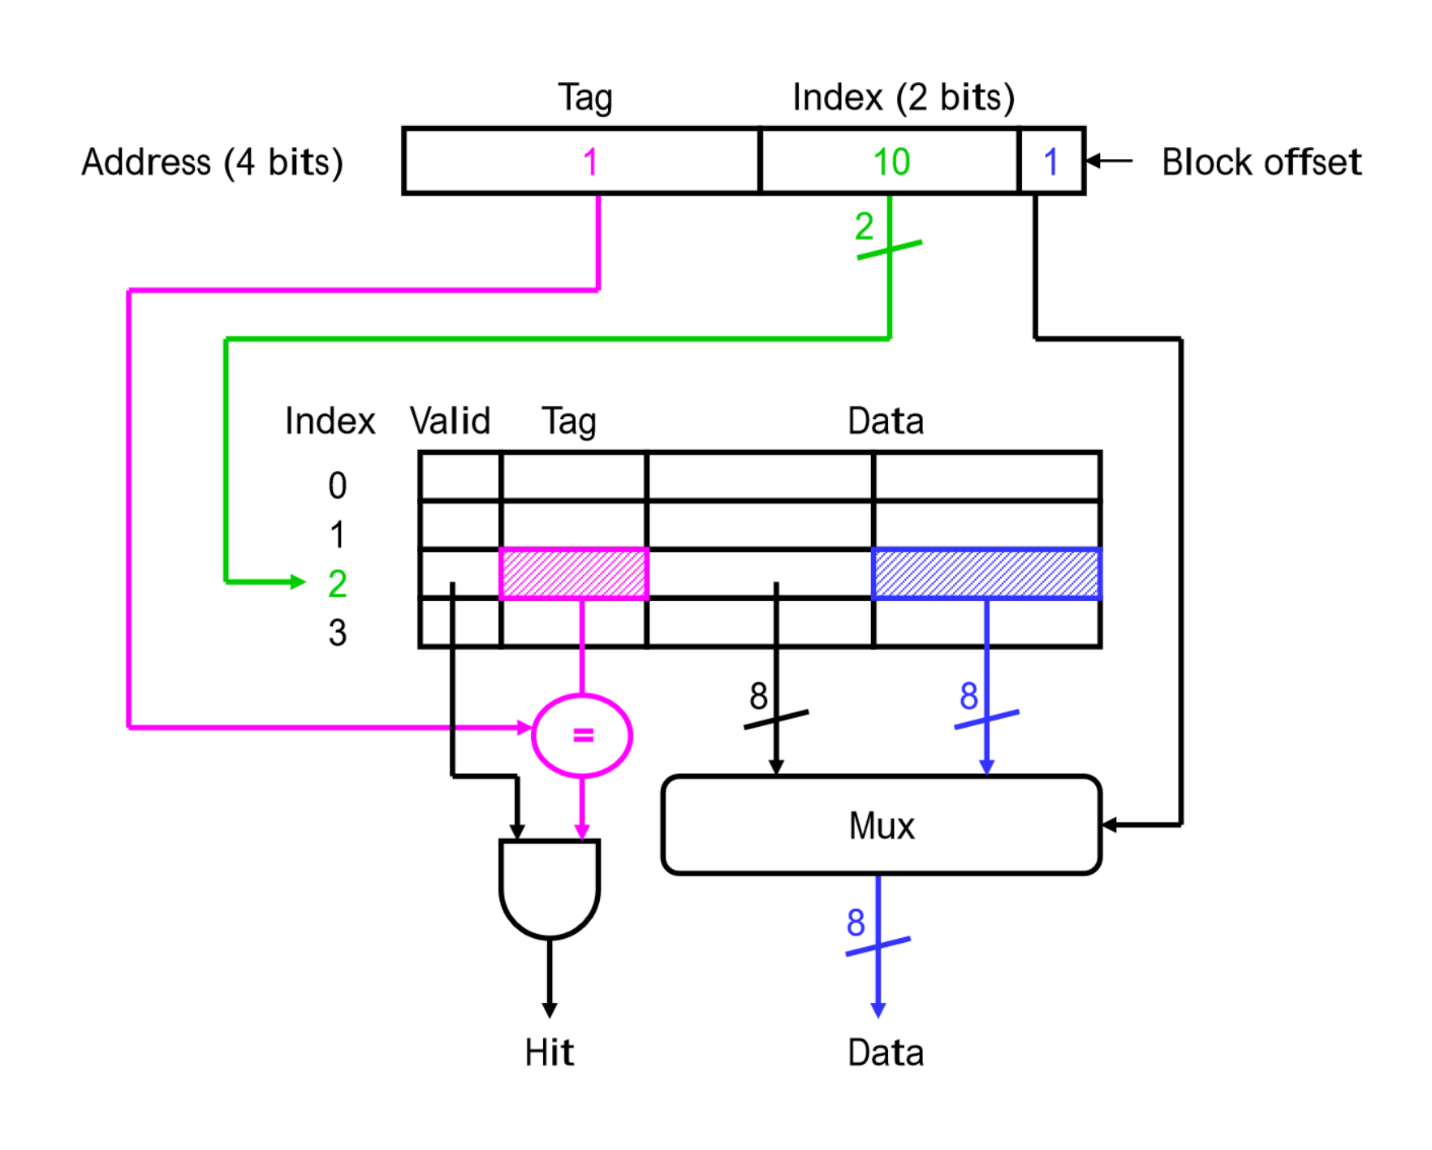 Tag Index (2 bits)
Address (4 bits) 1 10 1 Block offset
2
Index Valid Tag Data
0
1
2
3
8 8
=
Mux
8
Hit Data